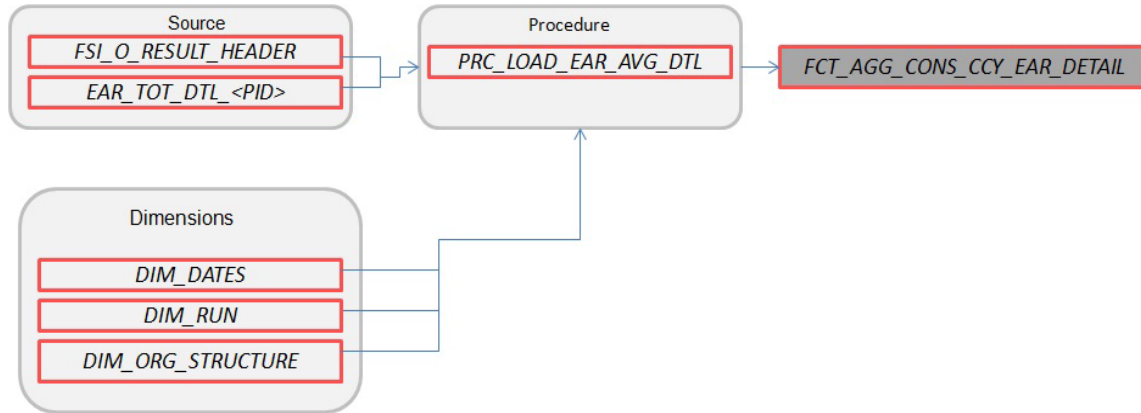 Source
FSI_O_RESULT_HEADER
EAR_TOT_DTL_<PID>
Procedure
PRC_LOAD_EAR_AVG_DTL
FCT_AGG_CONS_CCY_EAR_DETAIL
Dimensions
DIM_DATES
DIM_RUN
DIM_ORG_STRUCTURE